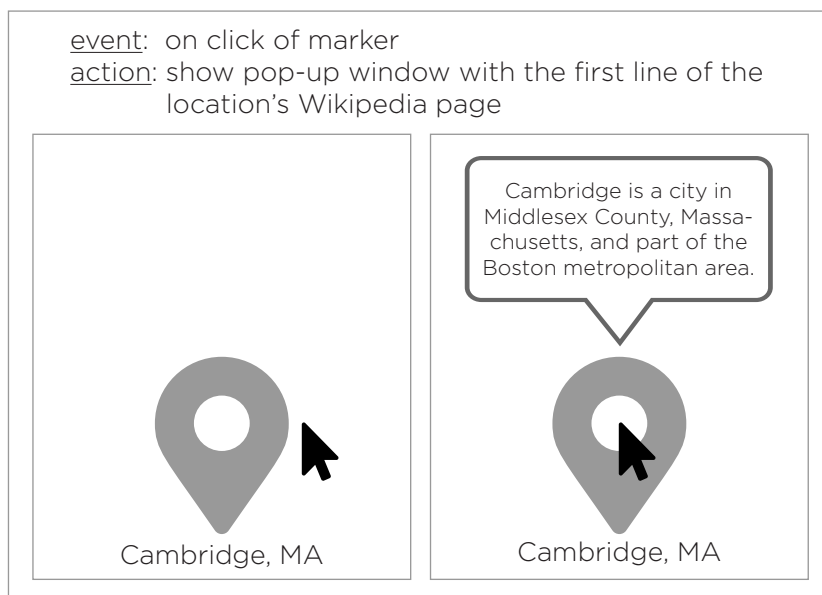 event: on click of marker
action: show pop-up window with the first line of the
location's Wikipedia page
Cambridge, MA
Cambridge is a city in
Middlesex County, Massa-
chusetts, and part of the
Boston metropolitan area.
Cambridge, MA